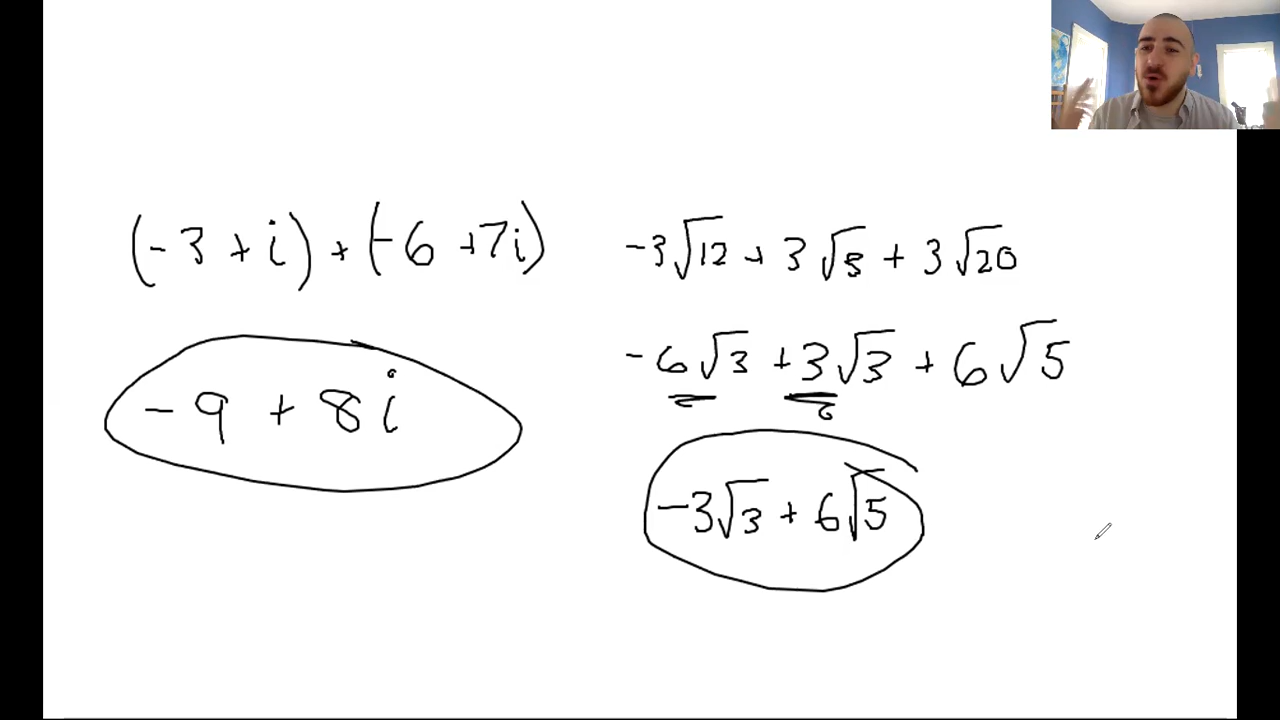 (-3 + i) + (-6 + 7i)
-9 + 8i
-3√12 + 3√5 + 3√20
-6√3 + 3√3 + 6√5
-3√3 + 6√5